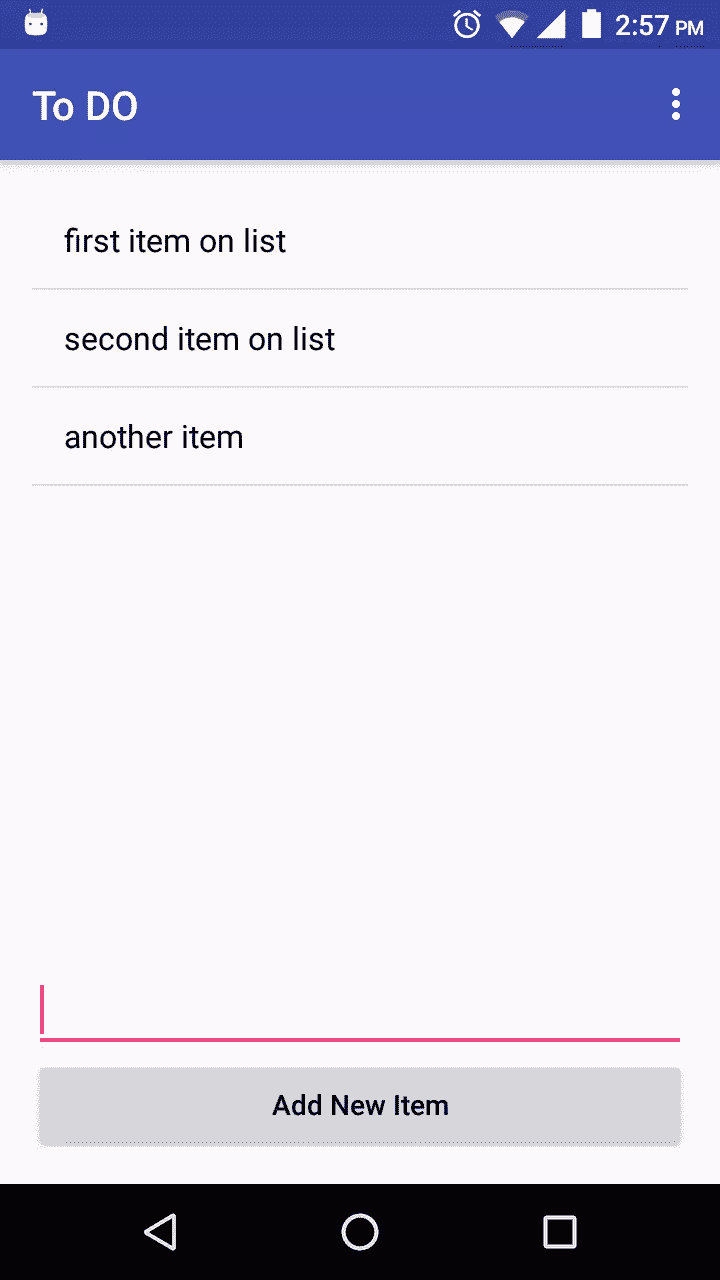 2:57 PM
To DO
first item on list
second item on list
another item
Add New Item